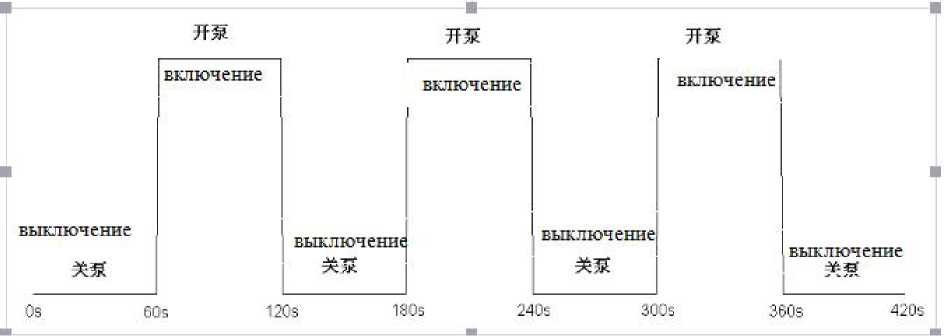 开泵
开泵
开泵
включение
включение
включение
выключение
выключение
выключение
выключение
关泵
关泵
关泵
关泵
0s
60s
120s
180s
240s
300s
360s
420s